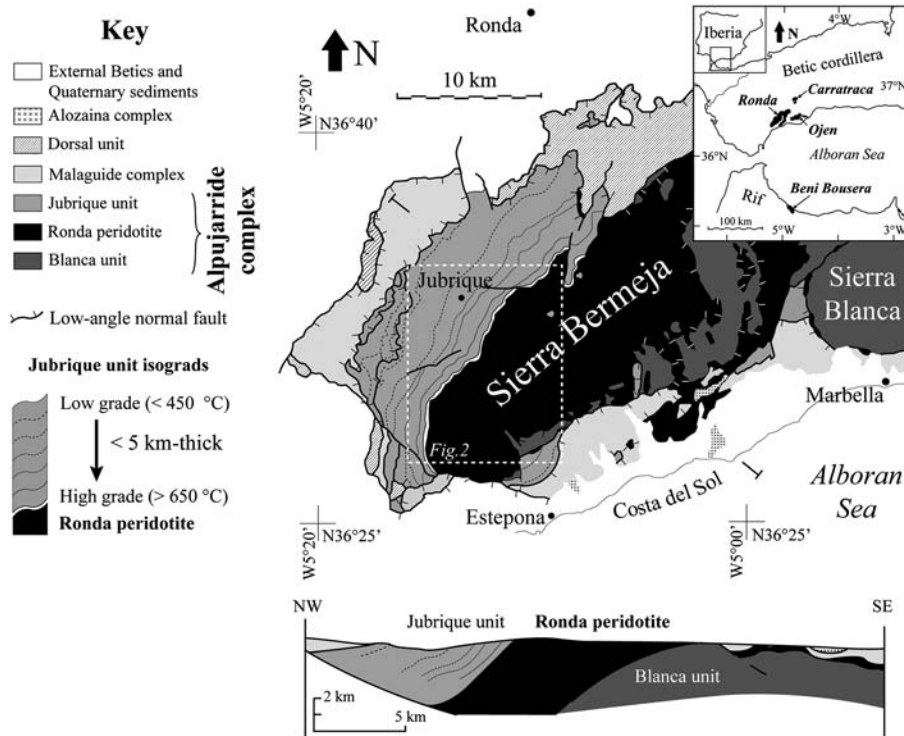 Key
External Betics and
Quaternary sediments
Alozaina complex
Dorsal unit
Malaguide complex
Jubrique unit
Ronda peridotite
Blanca unit
Alpujarride
complex
Low-angle normal fault
Jubrique unit isograds
Low grade (< 450 °C)
< 5 km-thick
High grade (> 650 °C)
Ronda peridotite
Ronda
N
10 km
W5°20'
N36°40'
Jubrique
Sierra Bermeja
Sierra
Blanca
Marbella
Fig.2
Estepona
Costa del Sol
Alboran
Sea
W5°20'
N36°25'
W5°00'
N36°25'
Iberia
N
4°W
Betic cordillera
37°N
Carratraca
Ronda
Ojen
36°N
Alboran Sea
Rif
Beni Bousera
100 km
5°W
3°W
NW
SE
Jubrique unit
Ronda peridotite
Blanca unit
2 km
5 km